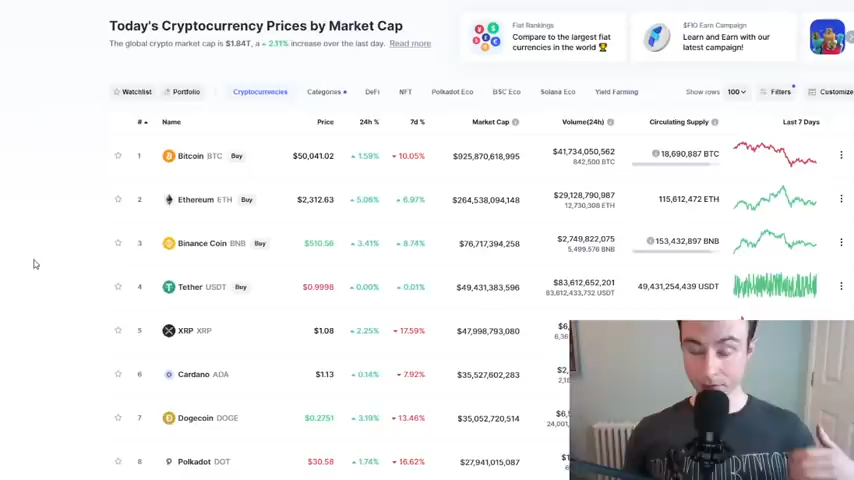 Today's Cryptocurrency Prices by Market Cap
The global crypto market cap is $1.84T, a 2.11% increase over the last day. Read more
Fiat Rankings
Compare to the largest fiat
currencies in the world
$FIO Earn Campaign
Learn and Earn with our
latest campaign!
Watchlist Portfolio Cryptocurrencies Categories DeFi NFT Polkadot Eco BSC Eco Solana Eco Yield Farming Show rows 100 Filters Customize
# Name Price 24h % 7d % Market Cap Volume(24h) Circulating Supply Last 7 Days
1 Bitcoin BTC Buy $50,041.02 1.59% 10.05% $925,870,618,995 $41,734,050,562 18,690,887 BTC
842,500 BTC
2 Ethereum ETH Buy $2,312.63 5.06% 6.97% $264,538,094,148 $29,128,790,987 115,612,472 ETH
12,730,308 ETH
3 Binance Coin BNB Buy $510.56 3.41% 8.74% $76,717,394,258 $2,749,822,075 153,432,897 BNB
5,499,576 BNB
4 Tether USDT Buy $0.9998 0.00% 0.01% $49,431,383,596 $83,612,652,201 49,431,254,439 USDT
83,612,433,732 USDT
5 XRP XRP $1.08 2.25% 17.59% $47,998,793,080
6 Cardano ADA $1.13 0.14% 7.92% $35,527,602,283
7 Dogecoin DOGE $0.2751 3.19% 13.46% $35,052,720,514
8 Polkadot DOT $30.58 1.74% 16.62% $27,941,015,087